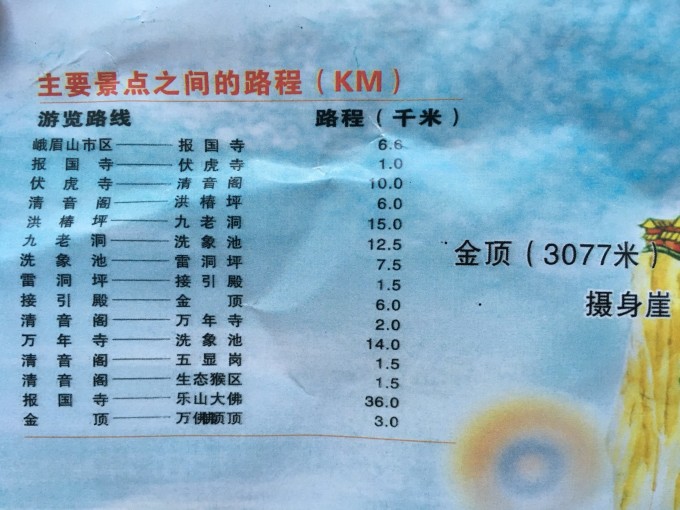 主要景点之间的路程（KM）
游览路线 路程（千米）
峨眉山市区——报国寺 6.6
报国寺——伏虎寺 1.0
伏虎寺——清音阁 10.0
清音阁——洪椿坪 6.0
洪椿坪——九老洞 15.0
九老洞——洗象池 12.5
洗象池——雷洞坪 7.5
雷洞坪——接引殿 1.5
接引殿——金顶 6.0
清音阁——万年寺 2.0
万年寺——洗象池 14.0
清音阁——五显岗 1.5
清音阁——生态猴区 1.5
报国寺——乐山大佛 36.0
金顶——万佛顶 3.0
金顶（3077米）
摄身崖